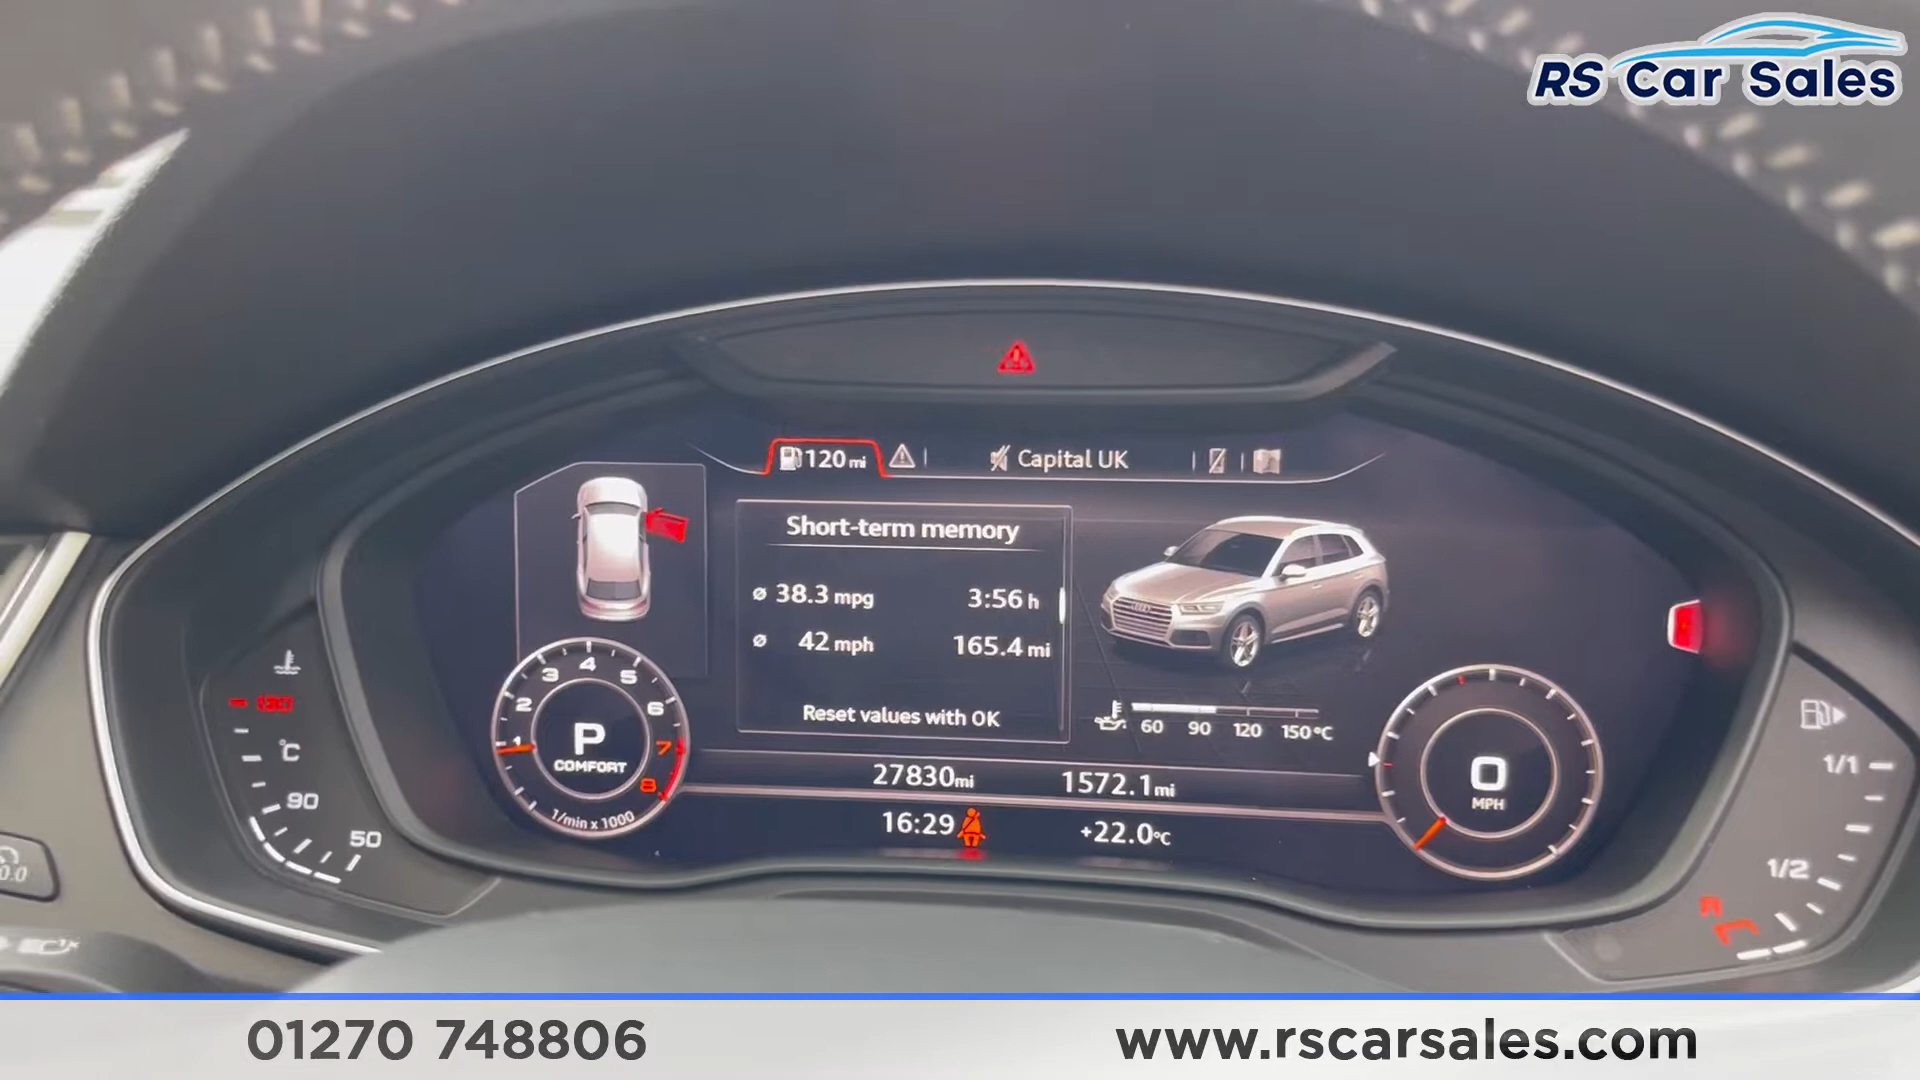 RS Car Sales
120 mi
Capital UK
Short-term memory
ø 38.3 mpg 3:56 h
ø 42 mph 165.4 mi
Reset values with OK
60 90 120 150°C
1 2 3 4 5 6 7 8
P
COMFORT
1/min x 1000
°C
90
50
0
MPH
1/1
1/2
R
27830mi 1572.1mi
16:29 +22.0°C
01270 748806
www.rscarsales.com